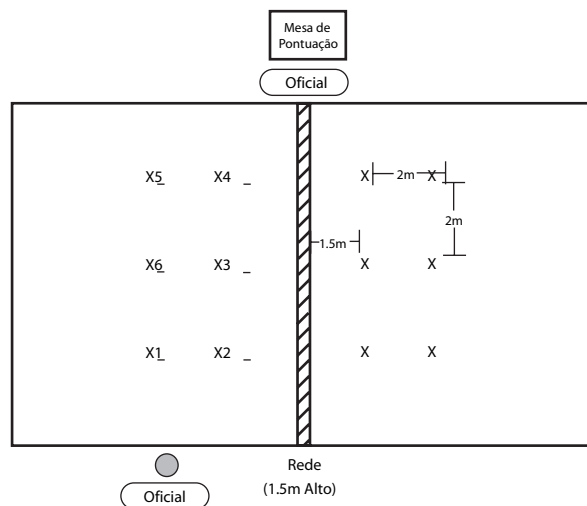 Mesa de
Pontuação
Oficial
X5 X4 X X
2m
2m
1.5m
X6 X3 X X
X1 X2 X X
Rede
(1.5m Alto)
Oficial